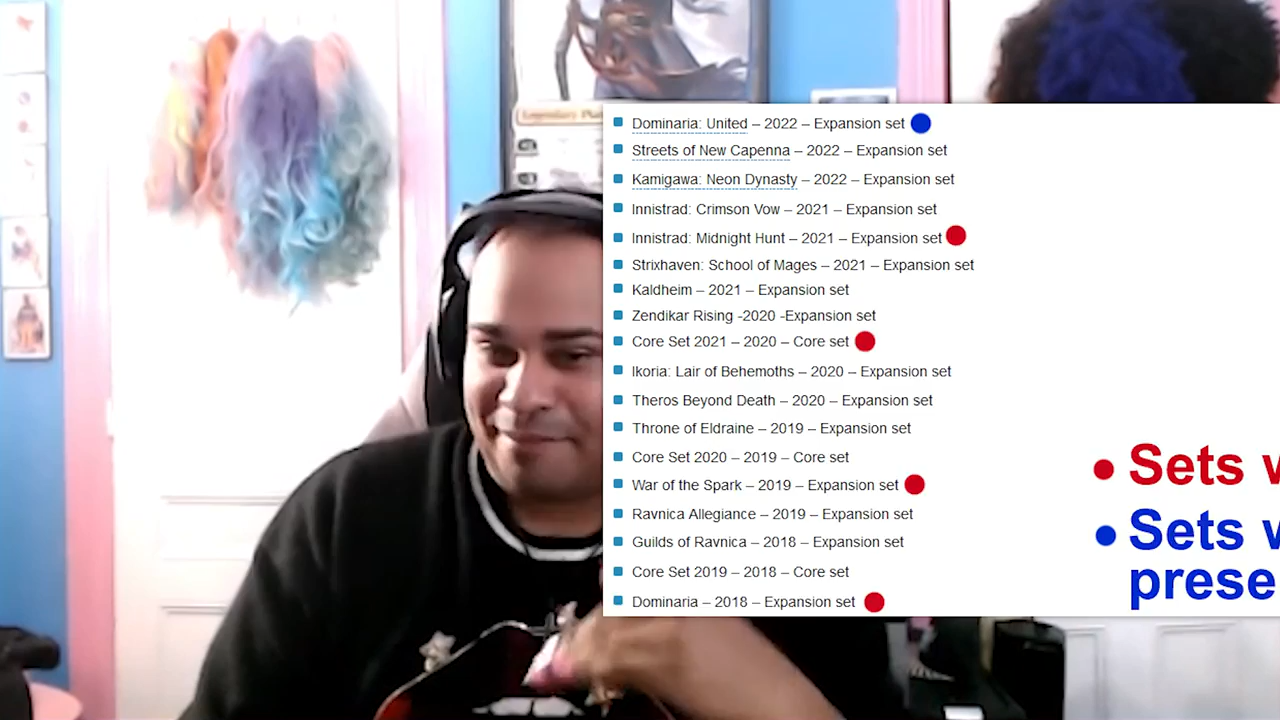 Legendary Pla
Dominaria: United – 2022 – Expansion set
Streets of New Capenna – 2022 – Expansion set
Kamigawa: Neon Dynasty – 2022 – Expansion set
Innistrad: Crimson Vow – 2021 – Expansion set
Innistrad: Midnight Hunt – 2021 – Expansion set
Strixhaven: School of Mages – 2021 – Expansion set
Kaldheim – 2021 – Expansion set
Zendikar Rising -2020 -Expansion set
Core Set 2021 – 2020 – Core set
Ikoria: Lair of Behemoths – 2020 – Expansion set
Theros Beyond Death – 2020 – Expansion set
Throne of Eldraine – 2019 – Expansion set
Core Set 2020 – 2019 – Core set
War of the Spark – 2019 – Expansion set
Ravnica Allegiance – 2019 – Expansion set
Guilds of Ravnica – 2018 – Expansion set
Core Set 2019 – 2018 – Core set
Dominaria – 2018 – Expansion set
Sets
Sets
prese